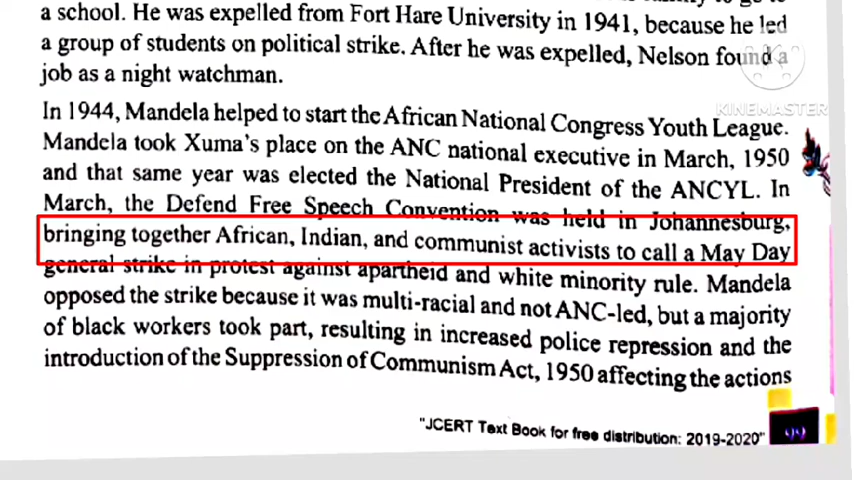 a school. He was expelled from Fort Hare University in 1941, because he led
a group of students on political strike. After he was expelled, Nelson found a
job as a night watchman.
KINEMASTER
In 1944, Mandela helped to start the African National Congress Youth League.
Mandela took Xuma's place on the ANC national executive in March, 1950
and that same year was elected the National President of the ANCYL. In
March, the Defend Free Speech Convention was held in Johannesburg,
bringing together African, Indian, and communist activists to call a May Day
general strike in protest against apartheid and white minority rule. Mandela
opposed the strike because it was multi-racial and not ANC-led, but a majority
of black workers took part, resulting in increased police repression and the
introduction of the Suppression of Communism Act, 1950 affecting the actions
"JCERT Text Book for free distribution: 2019-2020"
99